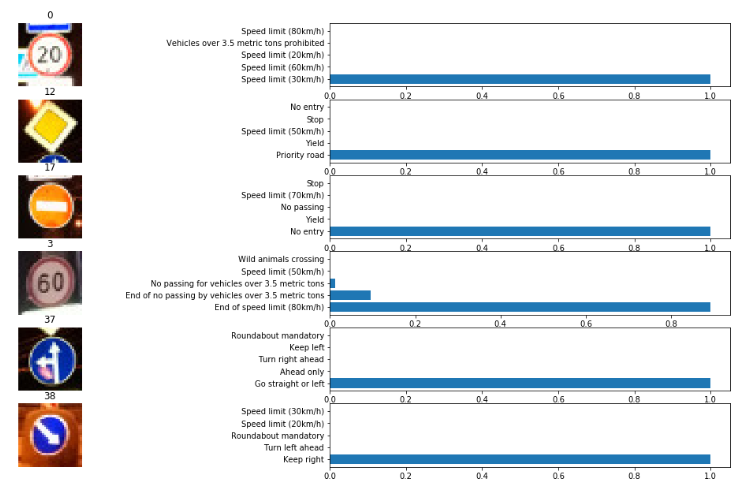 0
20
Speed limit (80km/h)
Vehicles over 3.5 metric tons prohibited
Speed limit (20km/h)
Speed limit (60km/h)
Speed limit (30km/h)
0.0 0.2 0.4 0.6 0.8 1.0
12
No entry
Stop
Speed limit (50km/h)
Yield
Priority road
0.0 0.2 0.4 0.6 0.8 1.0
17
Stop
Speed limit (70km/h)
No passing
Yield
No entry
0.0 0.2 0.4 0.6 0.8 1.0
3
60
Wild animals crossing
Speed limit (50km/h)
No passing for vehicles over 3.5 metric tons
End of no passing by vehicles over 3.5 metric tons
End of speed limit (80km/h)
0.0 0.2 0.4 0.6 0.8
37
Roundabout mandatory
Keep left
Turn right ahead
Ahead only
Go straight or left
0.0 0.2 0.4 0.6 0.8 1.0
38
Speed limit (30km/h)
Speed limit (20km/h)
Roundabout mandatory
Turn left ahead
Keep right
0.0 0.2 0.4 0.6 0.8 1.0